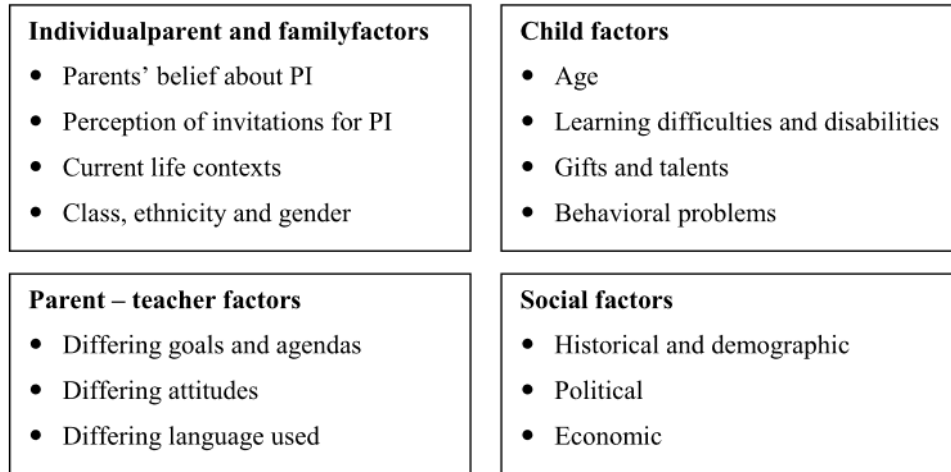 Individualparent and familyfactors
• Parents’ belief about PI
• Perception of invitations for PI
• Current life contexts
• Class, ethnicity and gender
Child factors
• Age
• Learning difficulties and disabilities
• Gifts and talents
• Behavioral problems
Parent – teacher factors
• Differing goals and agendas
• Differing attitudes
• Differing language used
Social factors
• Historical and demographic
• Political
• Economic